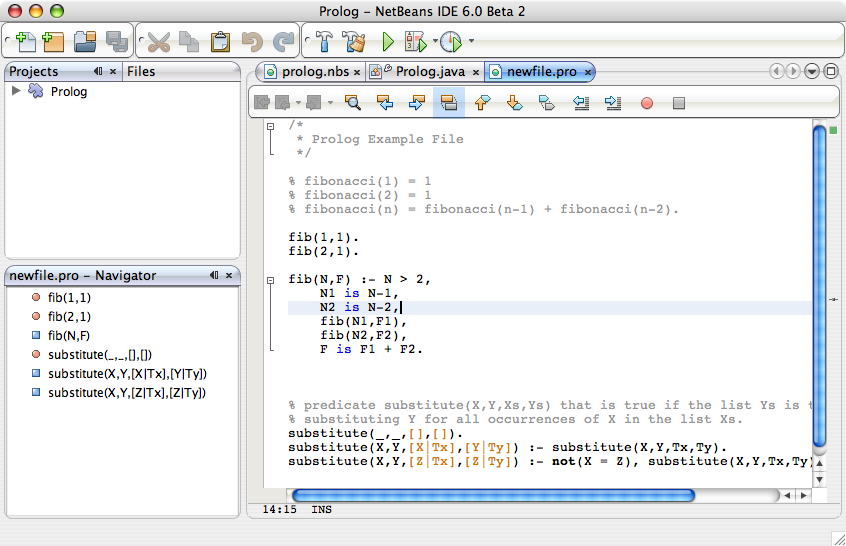 Prolog - NetBeans IDE 6.0 Beta 2
Projects
Files
Prolog
prolog.nbs
Prolog.java
newfile.pro
/*
* Prolog Example File
*/
% fibonacci(1) = 1
% fibonacci(2) = 1
% fibonacci(n) = fibonacci(n-1) + fibonacci(n-2).
fib(1,1).
fib(2,1).
fib(N,F) :- N > 2,
N1 is N-1,
N2 is N-2,
fib(N1,F1),
fib(N2,F2),
F is F1 + F2.
% predicate substitute(X,Y,Xs,Ys) that is true if the list Ys is
% substituting Y for all occurrences of X in the list Xs.
substitute(_,_,[],[]).
substitute(X,Y,[X|Tx],[Y|Ty]) :- substitute(X,Y,Tx,Ty).
substitute(X,Y,[Z|Tx],[Z|Ty]) :- not(X = Z), substitute(X,Y,Tx,Ty)
newfile.pro - Navigator
fib(1,1)
fib(2,1)
fib(N,F)
substitute(_,_,[],[])
substitute(X,Y,[X|Tx],[Y|Ty])
substitute(X,Y,[Z|Tx],[Z|Ty])
14:15 INS